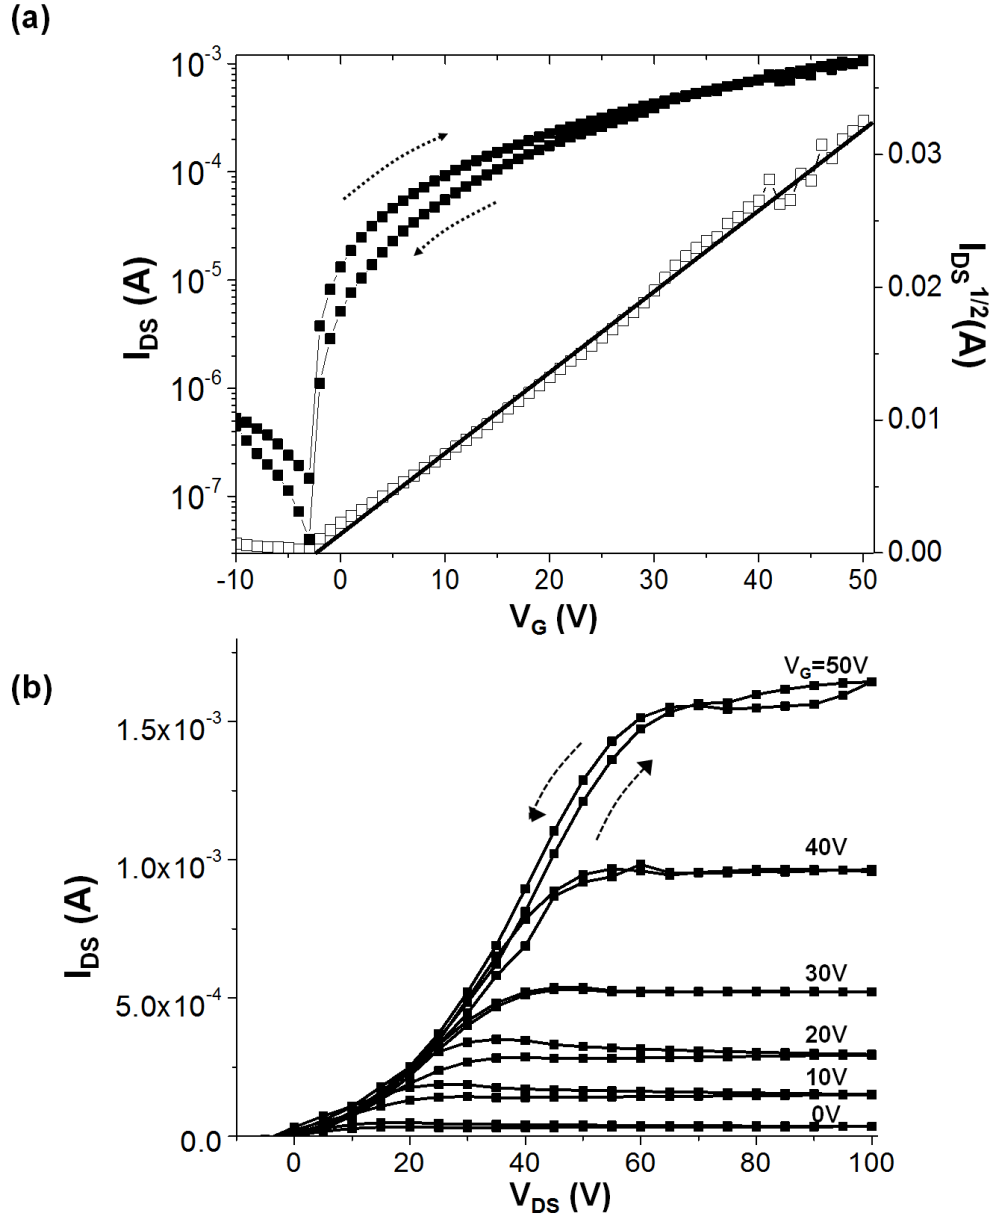 (a)
10⁻³
10⁻⁴
10⁻⁵
10⁻⁶
10⁻⁷
I_DS (A)
0.03
0.02
0.01
0.00
I_DS^1/2(A)
-10 0 10 20 30 40 50
V_G (V)
(b)
V_G=50V
40V
30V
20V
10V
0V
1.5x10⁻³
1.0x10⁻³
5.0x10⁻⁴
0.0
I_DS (A)
0 20 40 60 80 100
V_DS (V)